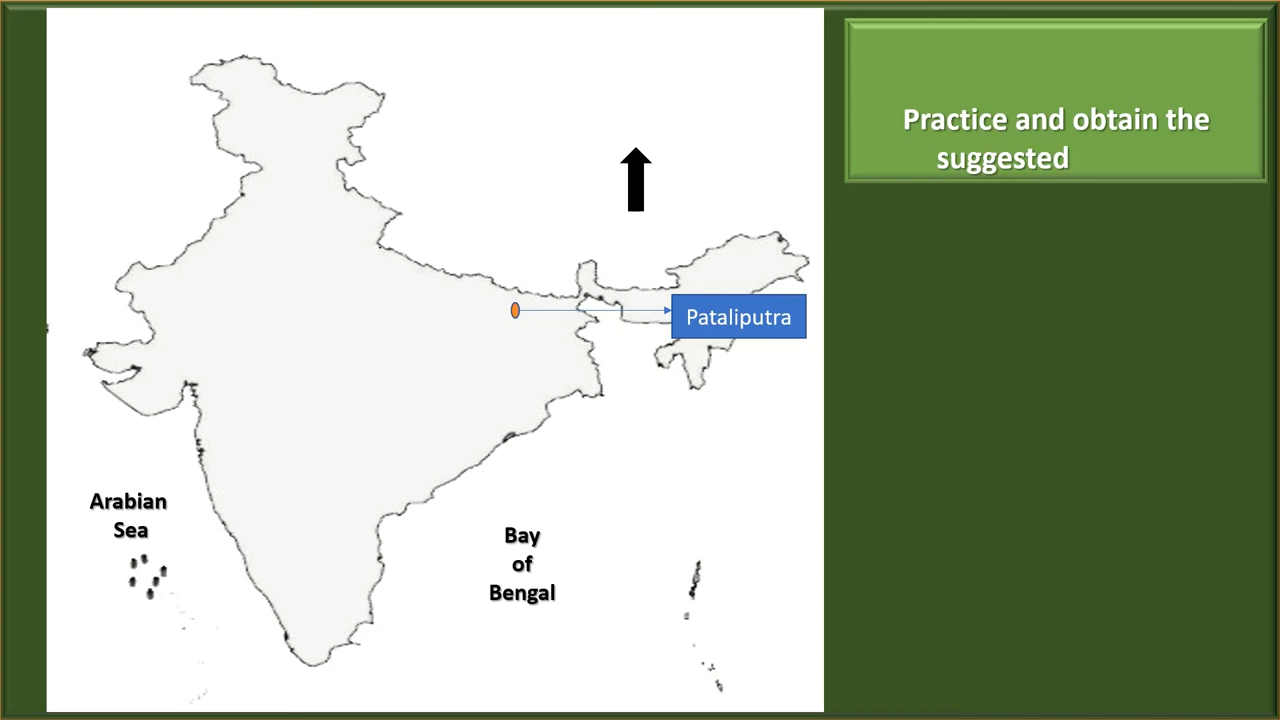 Practice and obtain the
suggested
Pataliputra
Arabian
Sea
Bay
of
Bengal